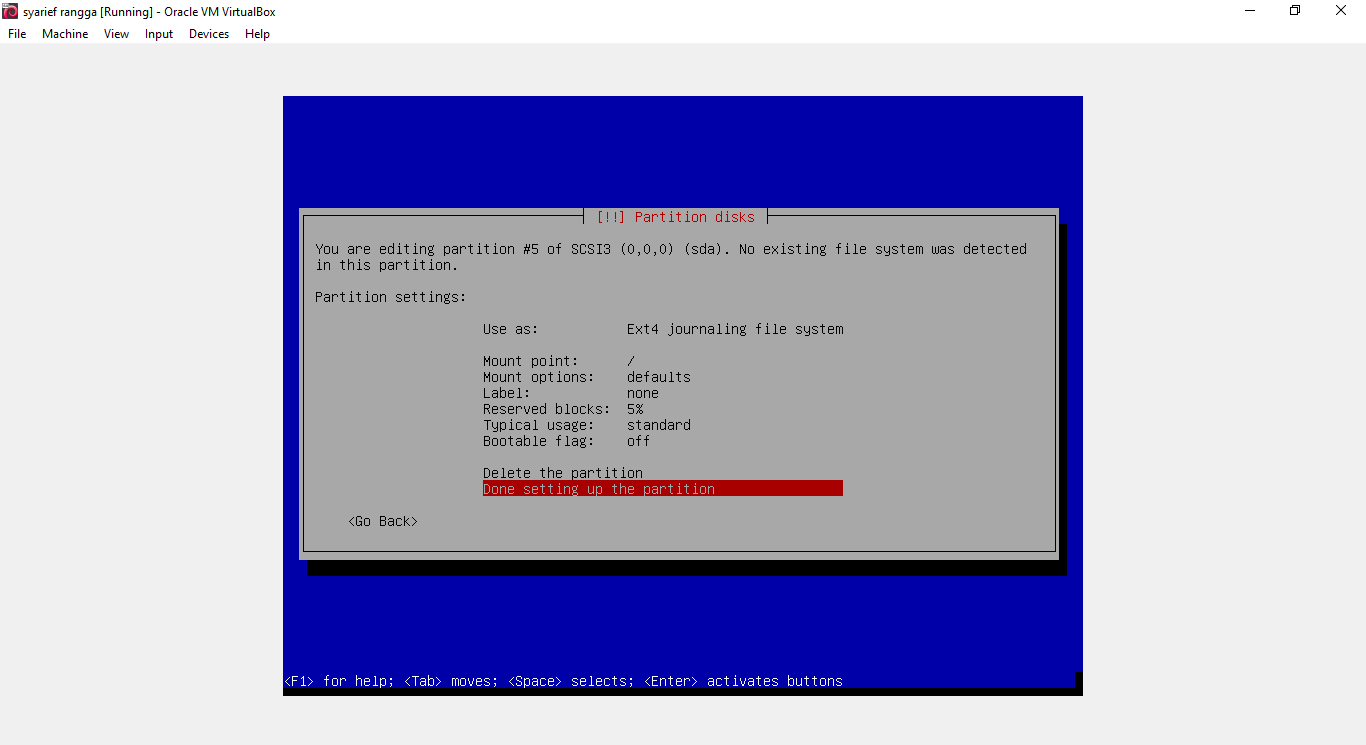 syarief rangga [Running] - Oracle VM VirtualBox
File Machine View Input Devices Help
[!!] Partition disks
You are editing partition #5 of SCSI3 (0,0,0) (sda). No existing file system was detected
in this partition.
Partition settings:
Use as: Ext4 journaling file system
Mount point: /
Mount options: defaults
Label: none
Reserved blocks: 5%
Typical usage: standard
Bootable flag: off
Delete the partition
Done setting up the partition
<Go Back>
<F1> for help; <Tab> moves; <Space> selects; <Enter> activates buttons